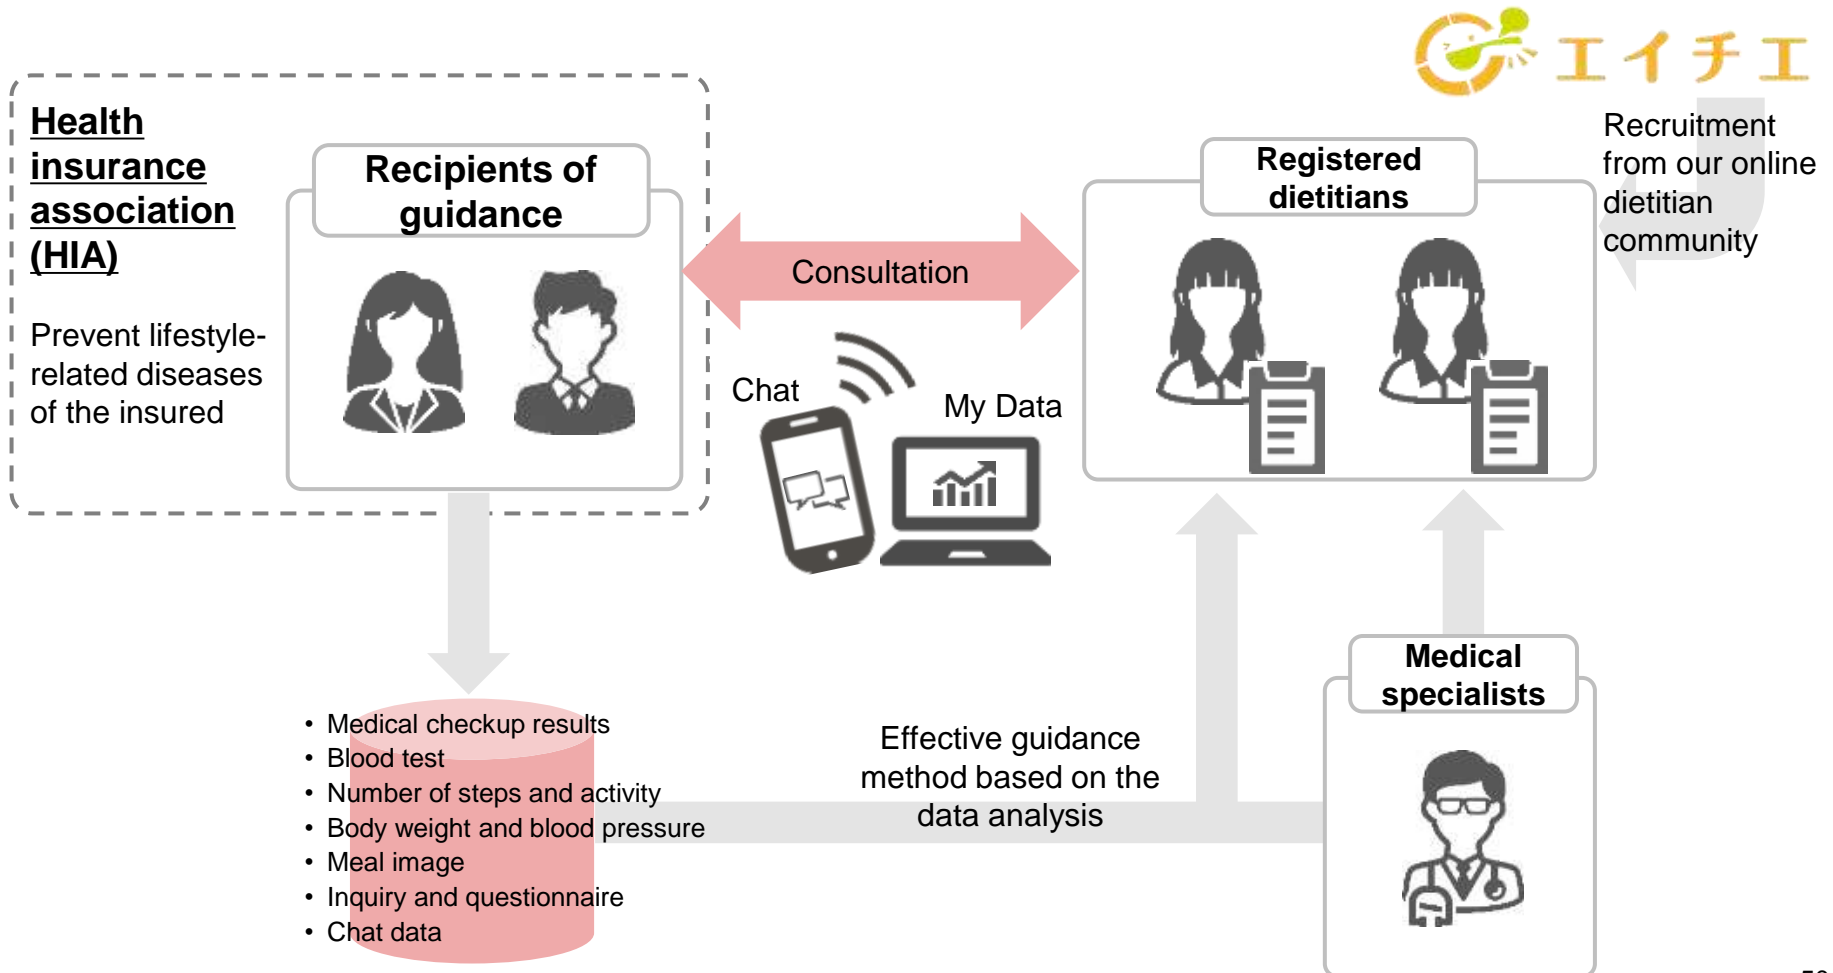 エイチエ
Health
insurance
association
(HIA)
Prevent lifestyle-
related diseases
of the insured
Recipients of
guidance
Consultation
Chat
My Data
Registered
dietitians
Recruitment
from our online
dietitian
community
• Medical checkup results
• Blood test
• Number of steps and activity
• Body weight and blood pressure
• Meal image
• Inquiry and questionnaire
• Chat data
Effective guidance
method based on the
data analysis
Medical
specialists